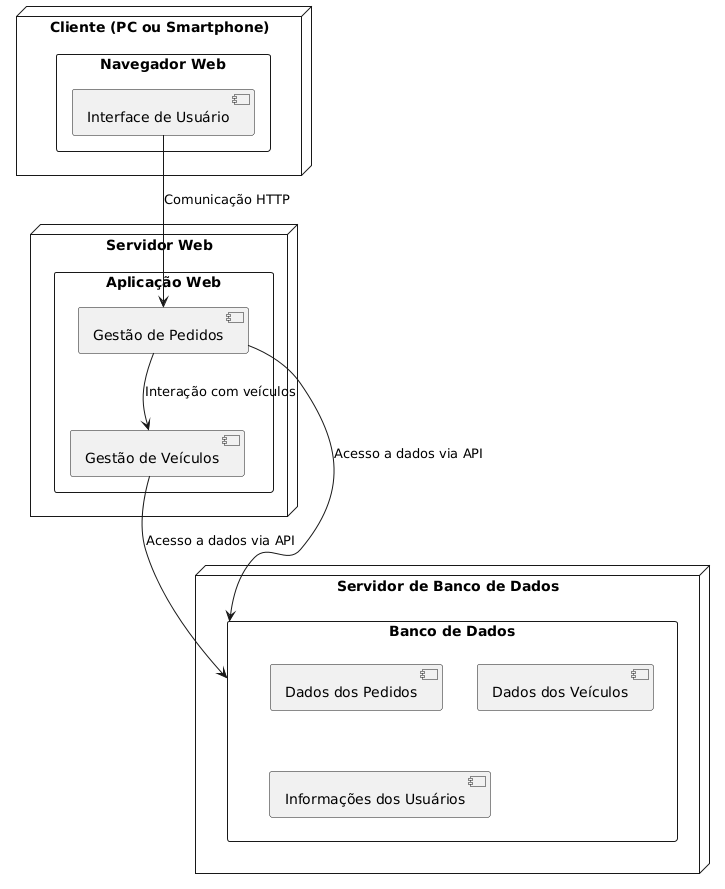 Cliente (PC ou Smartphone)
Navegador Web
Interface de Usuário
Comunicação HTTP
Servidor Web
Aplicação Web
Gestão de Pedidos
Interação com veículos
Gestão de Veículos
Acesso a dados via API
Acesso a dados via API
Servidor de Banco de Dados
Banco de Dados
Dados dos Pedidos
Dados dos Veículos
Informações dos Usuários